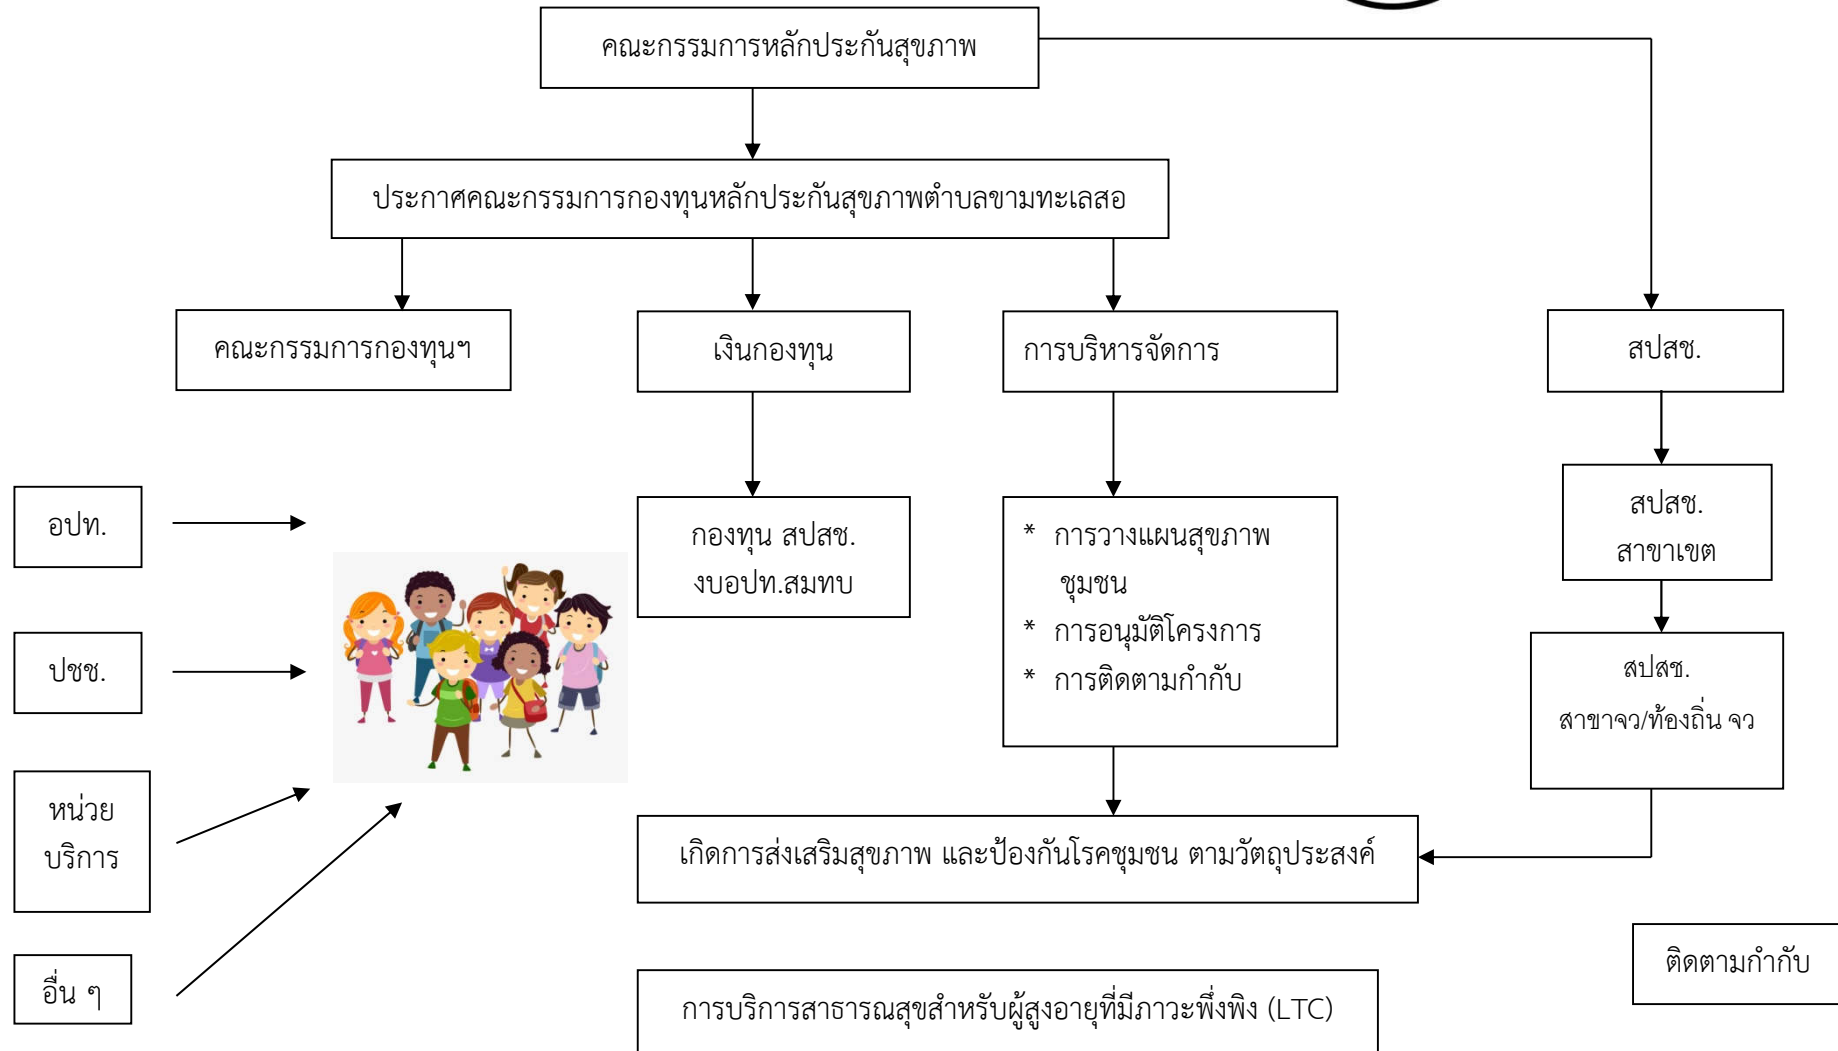 คณะกรรมการหลักประกันสุขภาพ
ประกาศคณะกรรมการกองทุนหลักประกันสุขภาพตำบลขามทะเลสอ
คณะกรรมการกองทุนฯ
เงินกองทุน
การบริหารจัดการ
สปสช.
อปท.
ปชช.
หน่วย
บริการ
อื่น ๆ
กองทุน สปสช.
งบอปท.สมทบ
* การวางแผนสุขภาพ
ชุมชน
* การอนุมัติโครงการ
* การติดตามกำกับ
สปสช.
สาขาเขต
สปสช.
สาขาจว/ท้องถิ่น จว
เกิดการส่งเสริมสุขภาพ และป้องกันโรคชุมชน ตามวัตถุประสงค์
ติดตามกำกับ
การบริการสาธารณสุขสำหรับผู้สูงอายุที่มีภาวะพึ่งพิง (LTC)